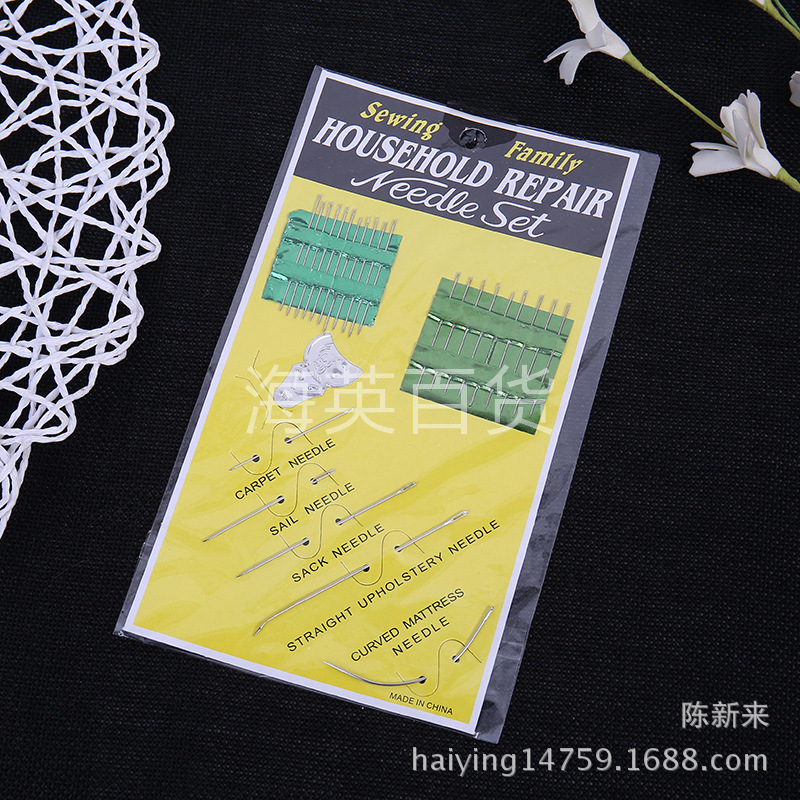 Sewing Family
HOUSEHOLD REPAIR
Needle Set
海英百货
CARPET NEEDLE
SAIL NEEDLE
SACK NEEDLE
STRAIGHT UPHOLSTERY NEEDLE
CURVED MATTRESS
NEEDLE
MADE IN CHINA
陈新来
haiying14759.1688.com